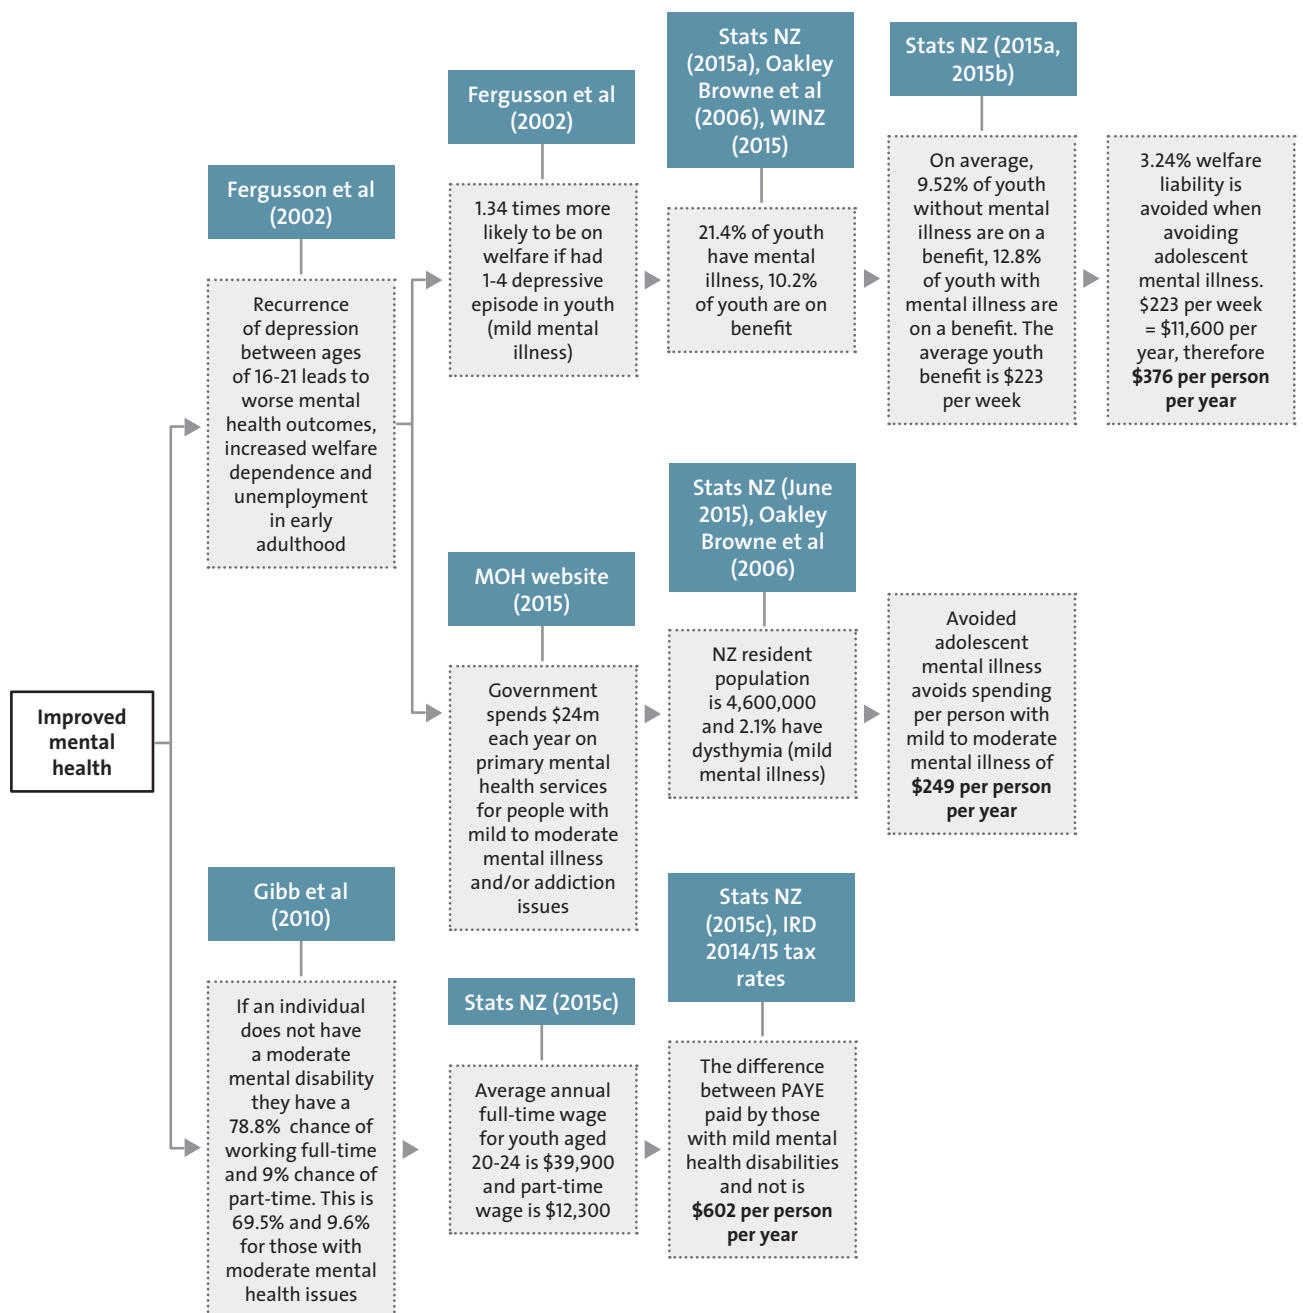 Improved
mental
health
Fergusson et al
(2002)
Recurrence
of depression
between ages
of 16-21 leads to
worse mental
health outcomes,
increased welfare
dependence and
unemployment
in early
adulthood
Fergusson et al
(2002)
1.34 times more
likely to be on
welfare if had
1-4 depressive
episode in youth
(mild mental
illness)
Stats NZ
(2015a), Oakley
Browne et al
(2006), WINZ
(2015)
21.4% of youth
have mental
illness, 10.2%
of youth are on
benefit
Stats NZ (2015a,
2015b)
On average,
9.52% of youth
without mental
illness are on a
benefit, 12.8%
of youth with
mental illness are
on a benefit. The
average youth
benefit is $223
per week
3.24% welfare
liability is
avoided when
avoiding
adolescent
mental illness.
$223 per week
= $11,600 per
year, therefore
$376 per person
per year
MOH website
(2015)
Government
spends $24m
each year on
primary mental
health services
for people with
mild to moderate
mental illness
and/or addiction
issues
Stats NZ (June
2015), Oakley
Browne et al
(2006)
NZ resident
population
is 4,600,000
and 2.1% have
dysthymia (mild
mental illness)
Avoided
adolescent
mental illness
avoids spending
per person with
mild to moderate
mental illness of
$249 per person
per year
Gibb et al
(2010)
If an individual
does not have
a moderate
mental disability
they have a
78.8% chance of
working full-time
and 9% chance of
part-time. This is
69.5% and 9.6%
for those with
moderate mental
health issues
Stats NZ (2015c)
Average annual
full-time wage
for youth aged
20-24 is $39,900
and part-time
wage is $12,300
Stats NZ
(2015c), IRD
2014/15 tax
rates
The difference
between PAYE
paid by those
with mild mental
health disabilities
and not is
$602 per person
per year